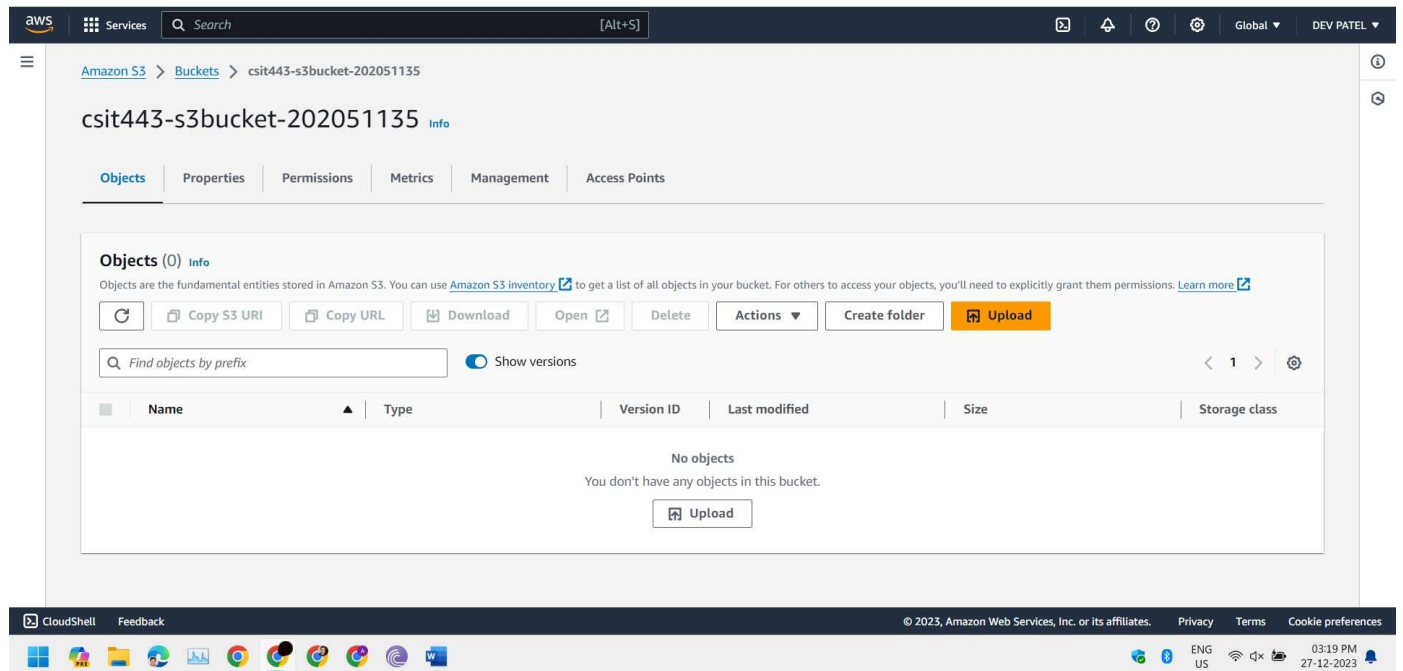 aws Services Search [Alt+S] Global ▼ DEV PATEL ▼
Amazon S3 > Buckets > csit443-s3bucket-202051135
csit443-s3bucket-202051135 Info
Objects Properties Permissions Metrics Management Access Points
Objects (0) Info
Objects are the fundamental entities stored in Amazon S3. You can use Amazon S3 inventory to get a list of all objects in your bucket. For others to access your objects, you'll need to explicitly grant them permissions. Learn more
Copy S3 URI Copy URL Download Open Delete Actions ▼ Create folder Upload
Find objects by prefix Show versions < 1 >
Name ▲ Type Version ID Last modified Size Storage class
No objects
You don't have any objects in this bucket.
Upload
CloudShell Feedback © 2023, Amazon Web Services, Inc. or its affiliates. Privacy Terms Cookie preferences
PRE W ENG 03:19 PM
US 27-12-2023